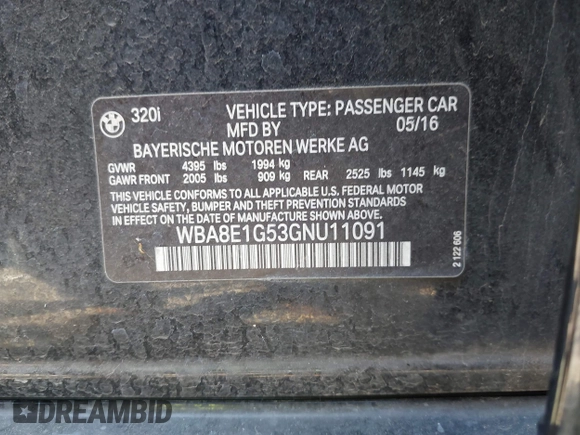 BMW
320i VEHICLE TYPE: PASSENGER CAR
MFD BY 05/16
BAYERISCHE MOTOREN WERKE AG
GVWR 4395 lbs 1994 kg
GAWR FRONT 2005 lbs 909 kg REAR 2525 lbs 1145 kg
THIS VEHICLE CONFORMS TO ALL APPLICABLE U.S. FEDERAL MOTOR
VEHICLE SAFETY, BUMPER AND THEFT PREVENTION STANDARDS
IN EFFECT ON THE DATE OF MANUFACTURE SHOWN ABOVE.
WBA8E1G53GNU11091
2 122 606
DREAMBID